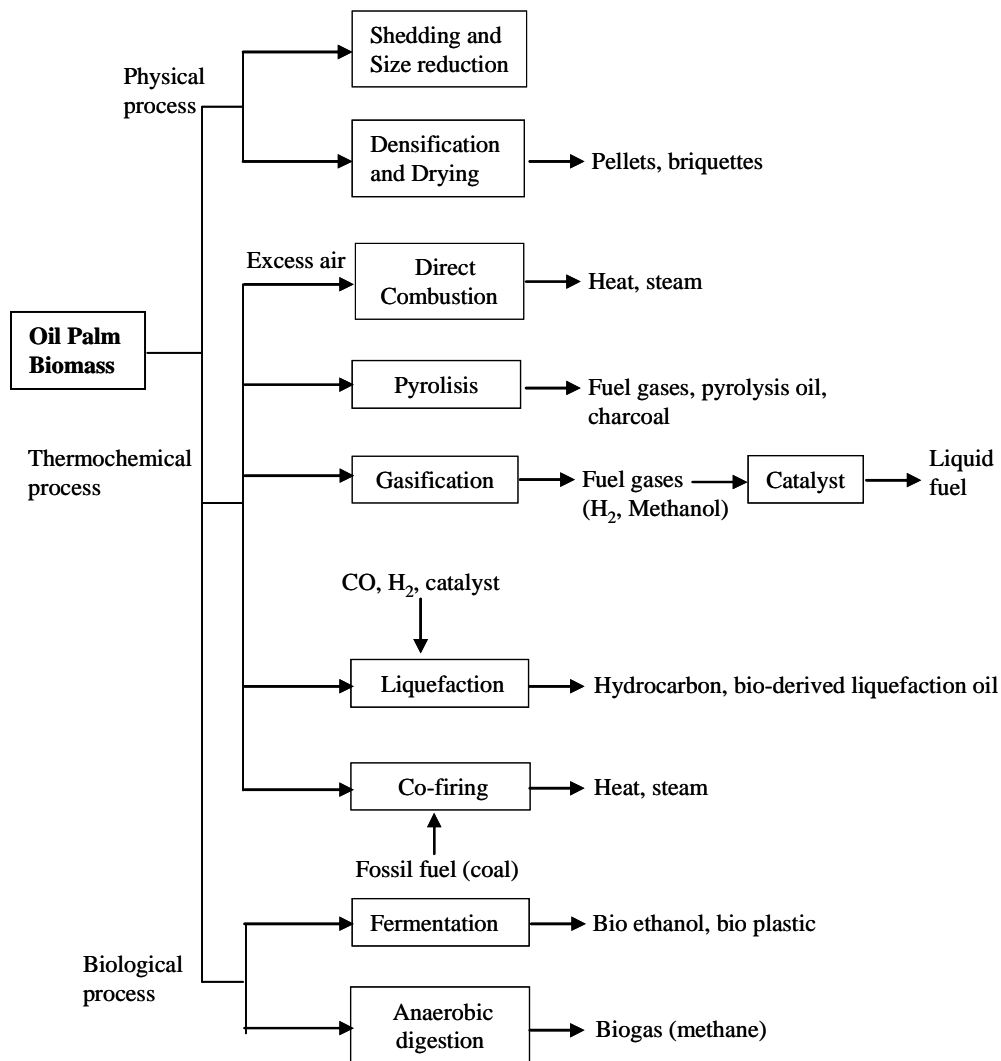 Shedding and
Size reduction
Physical
process
Densification
and Drying
Pellets, briquettes
Excess air
Direct
Combustion
Heat, steam
Oil Palm
Biomass
Pyrolisis
Fuel gases, pyrolysis oil,
charcoal
Thermochemical
process
Gasification
Fuel gases
(H₂, Methanol)
Catalyst
Liquid
fuel
CO, H₂, catalyst
Liquefaction
Hydrocarbon, bio-derived liquefaction oil
Co-firing
Heat, steam
Fossil fuel (coal)
Fermentation
Bio ethanol, bio plastic
Biological
process
Anaerobic
digestion
Biogas (methane)